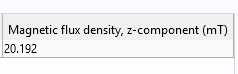 Magnetic flux density, z-component (mT)
20.192